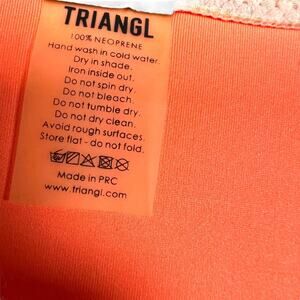 TRIANGL
100% NEOPRENE
Hand wash in cold water.
Dry in shade.
Iron inside out.
Do not spin dry.
Do not bleach.
Do not tumble dry.
Do not dry clean.
Avoid rough surfaces.
Store flat - do not fold.
Made in PRC
www.triangl.com